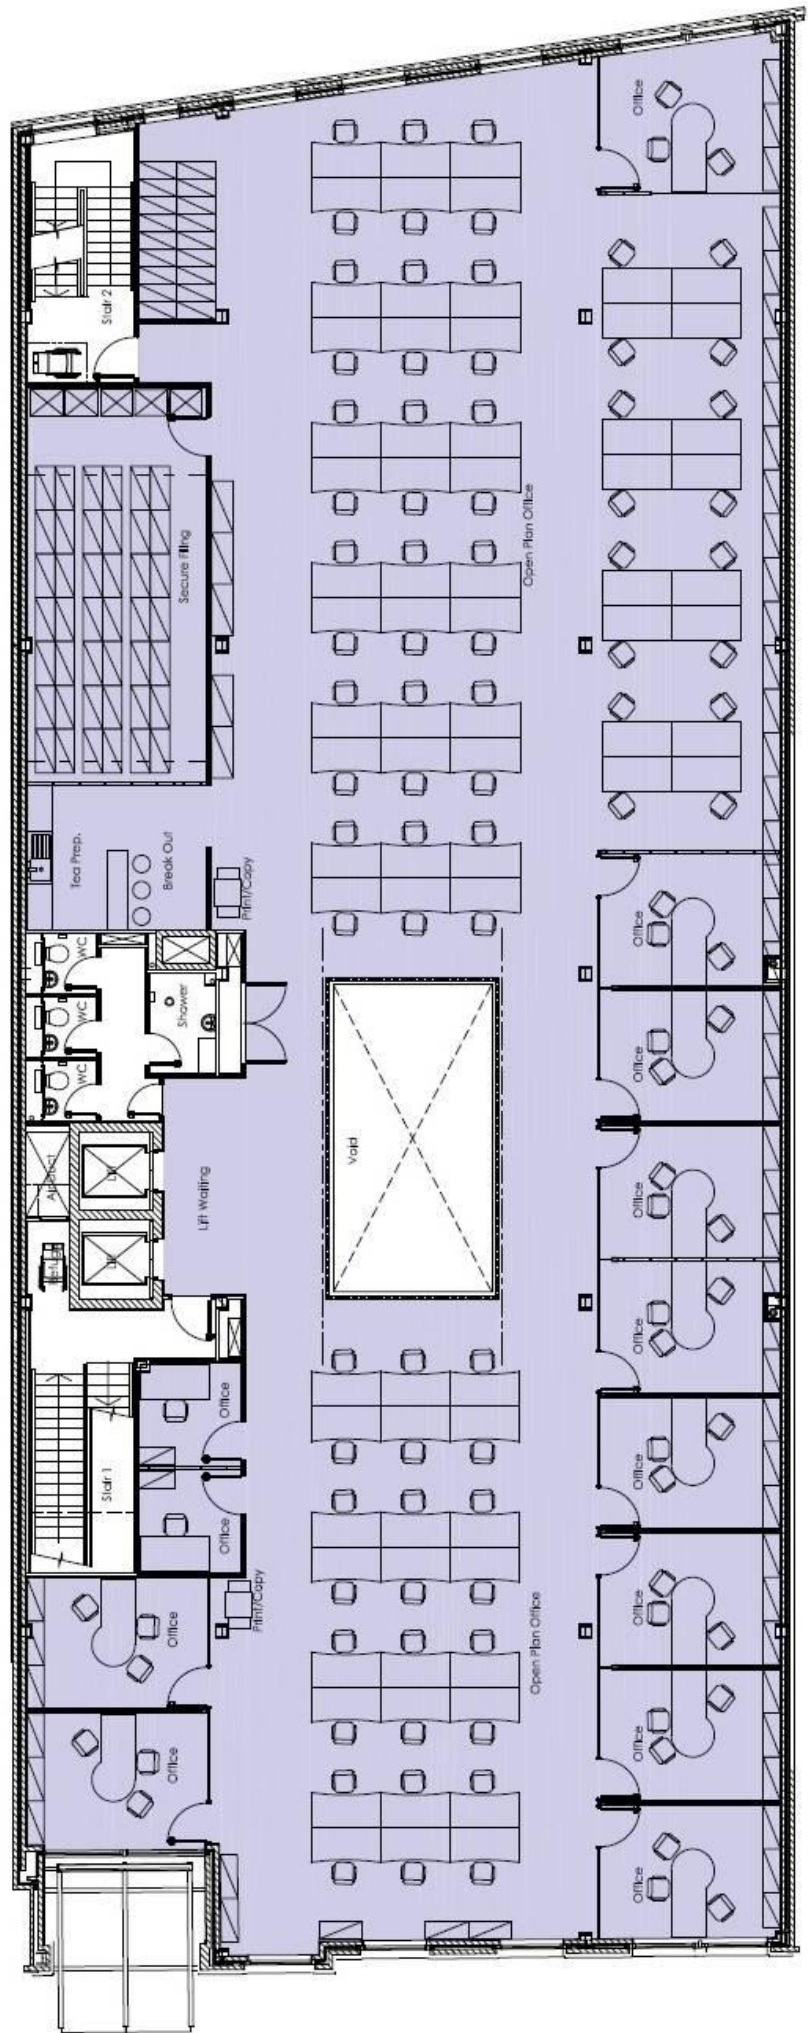 Office
Stair 2
Secure Filing
Open Plan Office
Tea Prep.
Break Out
Print/Copy
WC
WC
WC
Shower
Office
Office
Void
Lift
Lift
Lift Waiting
Office
Office
Office
Stair 1
Office
Office
Print/Copy
Office
Office
Open Plan Office
Office
Office
Office
Office